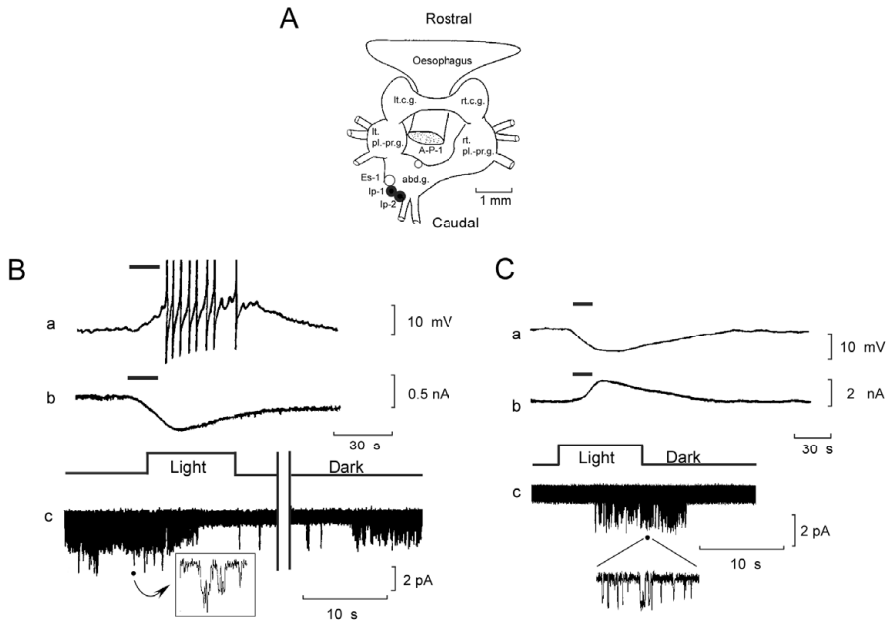 A
Rostral
Oesophagus
lt.c.g.
rt.c.g.
lt.
pl.-pr.g.
rt.
pl.-pr.g.
A-P-1
Es-1
abd.g.
Ip-1
Ip-2
1 mm
Caudal
B
a
10 mV
b
0.5 nA
30 s
Light
Dark
c
2 pA
10 s
C
a
10 mV
b
2 nA
30 s
Light
Dark
c
2 pA
10 s